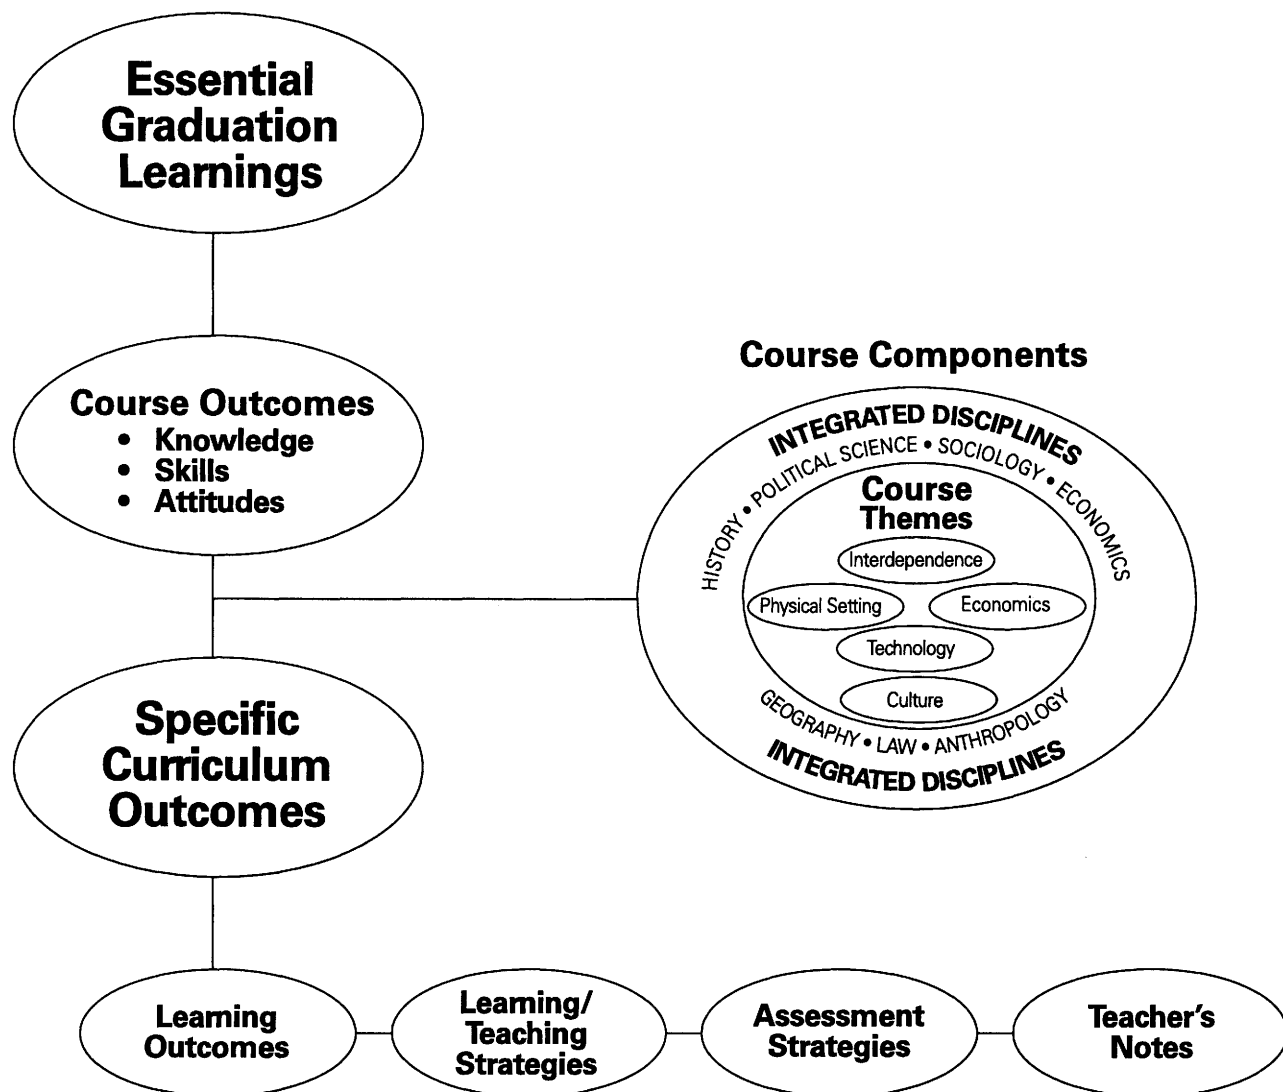 Essential
Graduation
Learnings
Course Outcomes
• Knowledge
• Skills
• Attitudes
Course Components
INTEGRATED DISCIPLINES
HISTORY • POLITICAL SCIENCE • SOCIOLOGY • ECONOMICS
Course
Themes
Interdependence
Physical Setting
Economics
Technology
Culture
GEOGRAPHY • LAW • ANTHROPOLOGY
INTEGRATED DISCIPLINES
Specific
Curriculum
Outcomes
Learning
Outcomes
Learning/
Teaching
Strategies
Assessment
Strategies
Teacher's
Notes